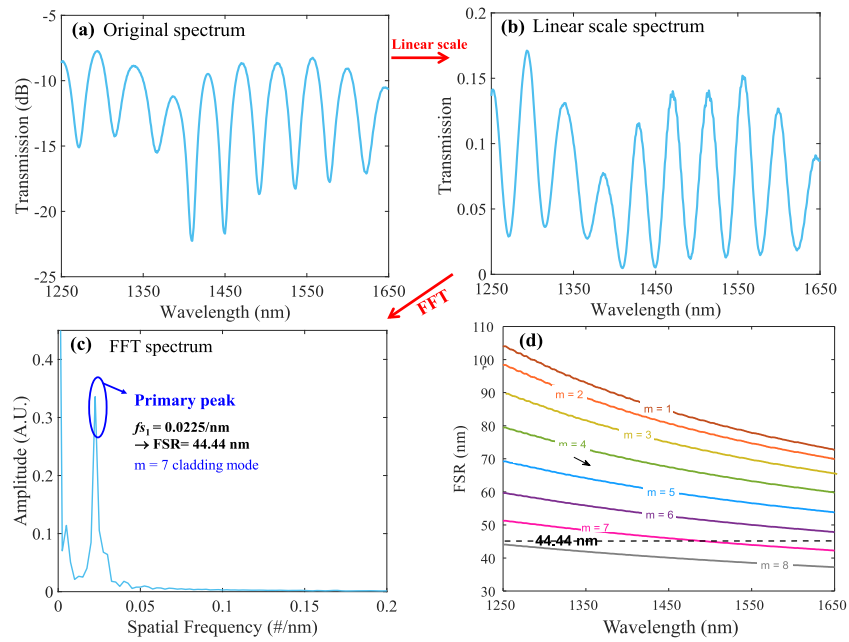 (a) Original spectrum
Transmission (dB)
-5
-10
-15
-20
-25
1250 1350 1450 1550 1650
Wavelength (nm)
Linear scale
(b) Linear scale spectrum
Transmission
0.2
0.15
0.1
0.05
0
1250 1350 1450 1550 1650
Wavelength (nm)
FFT
(c) FFT spectrum
Primary peak
fs1 = 0.0225/nm
→ FSR= 44.44 nm
m = 7 cladding mode
Amplitude (A.U.)
0.4
0.3
0.2
0.1
0
0 0.05 0.1 0.15 0.2
Spatial Frequency (#/nm)
(d)
FSR (nm)
110
100
90
80
70
60
50
40
30
m = 1
m = 2
m = 3
m = 4
m = 5
m = 6
m = 7
44.44 nm
m = 8
1250 1350 1450 1550 1650
Wavelength (nm)